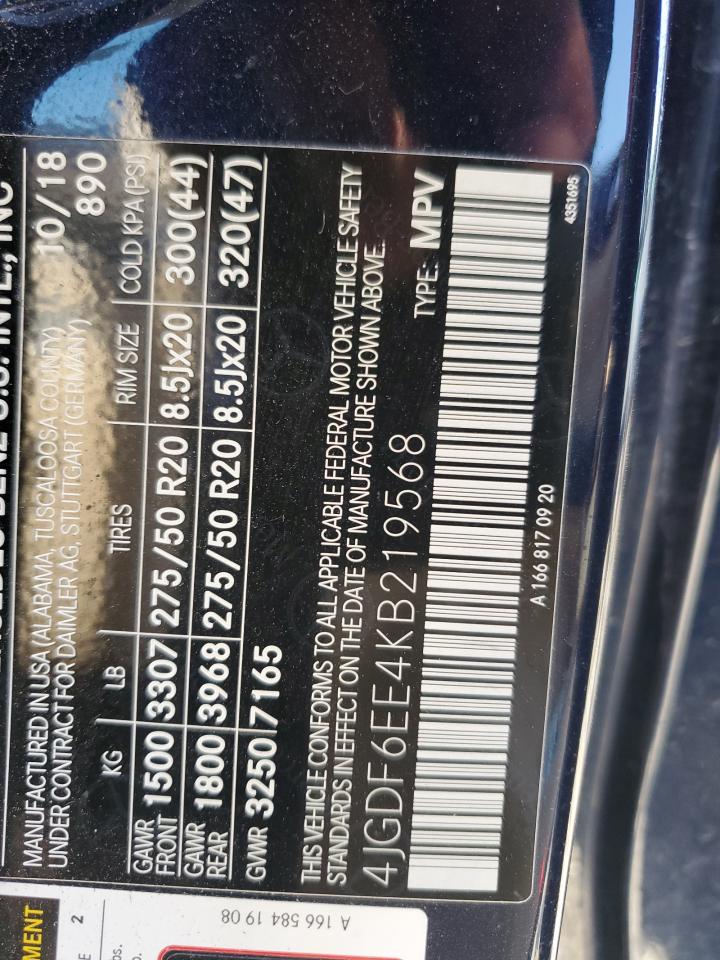 MANUFACTURED IN USA (ALABAMA, TUSCALOOSA COUNTY) 10/18
UNDER CONTRACT FOR DAIMLER AG, STUTTGART (GERMANY) 890
KG LB TIRES RIM SIZE COLD KPA (PSI)
GAWR FRONT 1500 3307 275/50 R20 8.5Jx20 300(44)
GAWR REAR 1800 3968 275/50 R20 8.5Jx20 320(47)
GVWR 3250 7165
THIS VEHICLE CONFORMS TO ALL APPLICABLE FEDERAL MOTOR VEHICLE SAFETY
STANDARDS IN EFFECT ON THE DATE OF MANUFACTURE SHOWN ABOVE.
4JGDF6EE4KB219568 TYPE: MPV
A 166 817 09 20 4351695
A 166 584 19 08
2